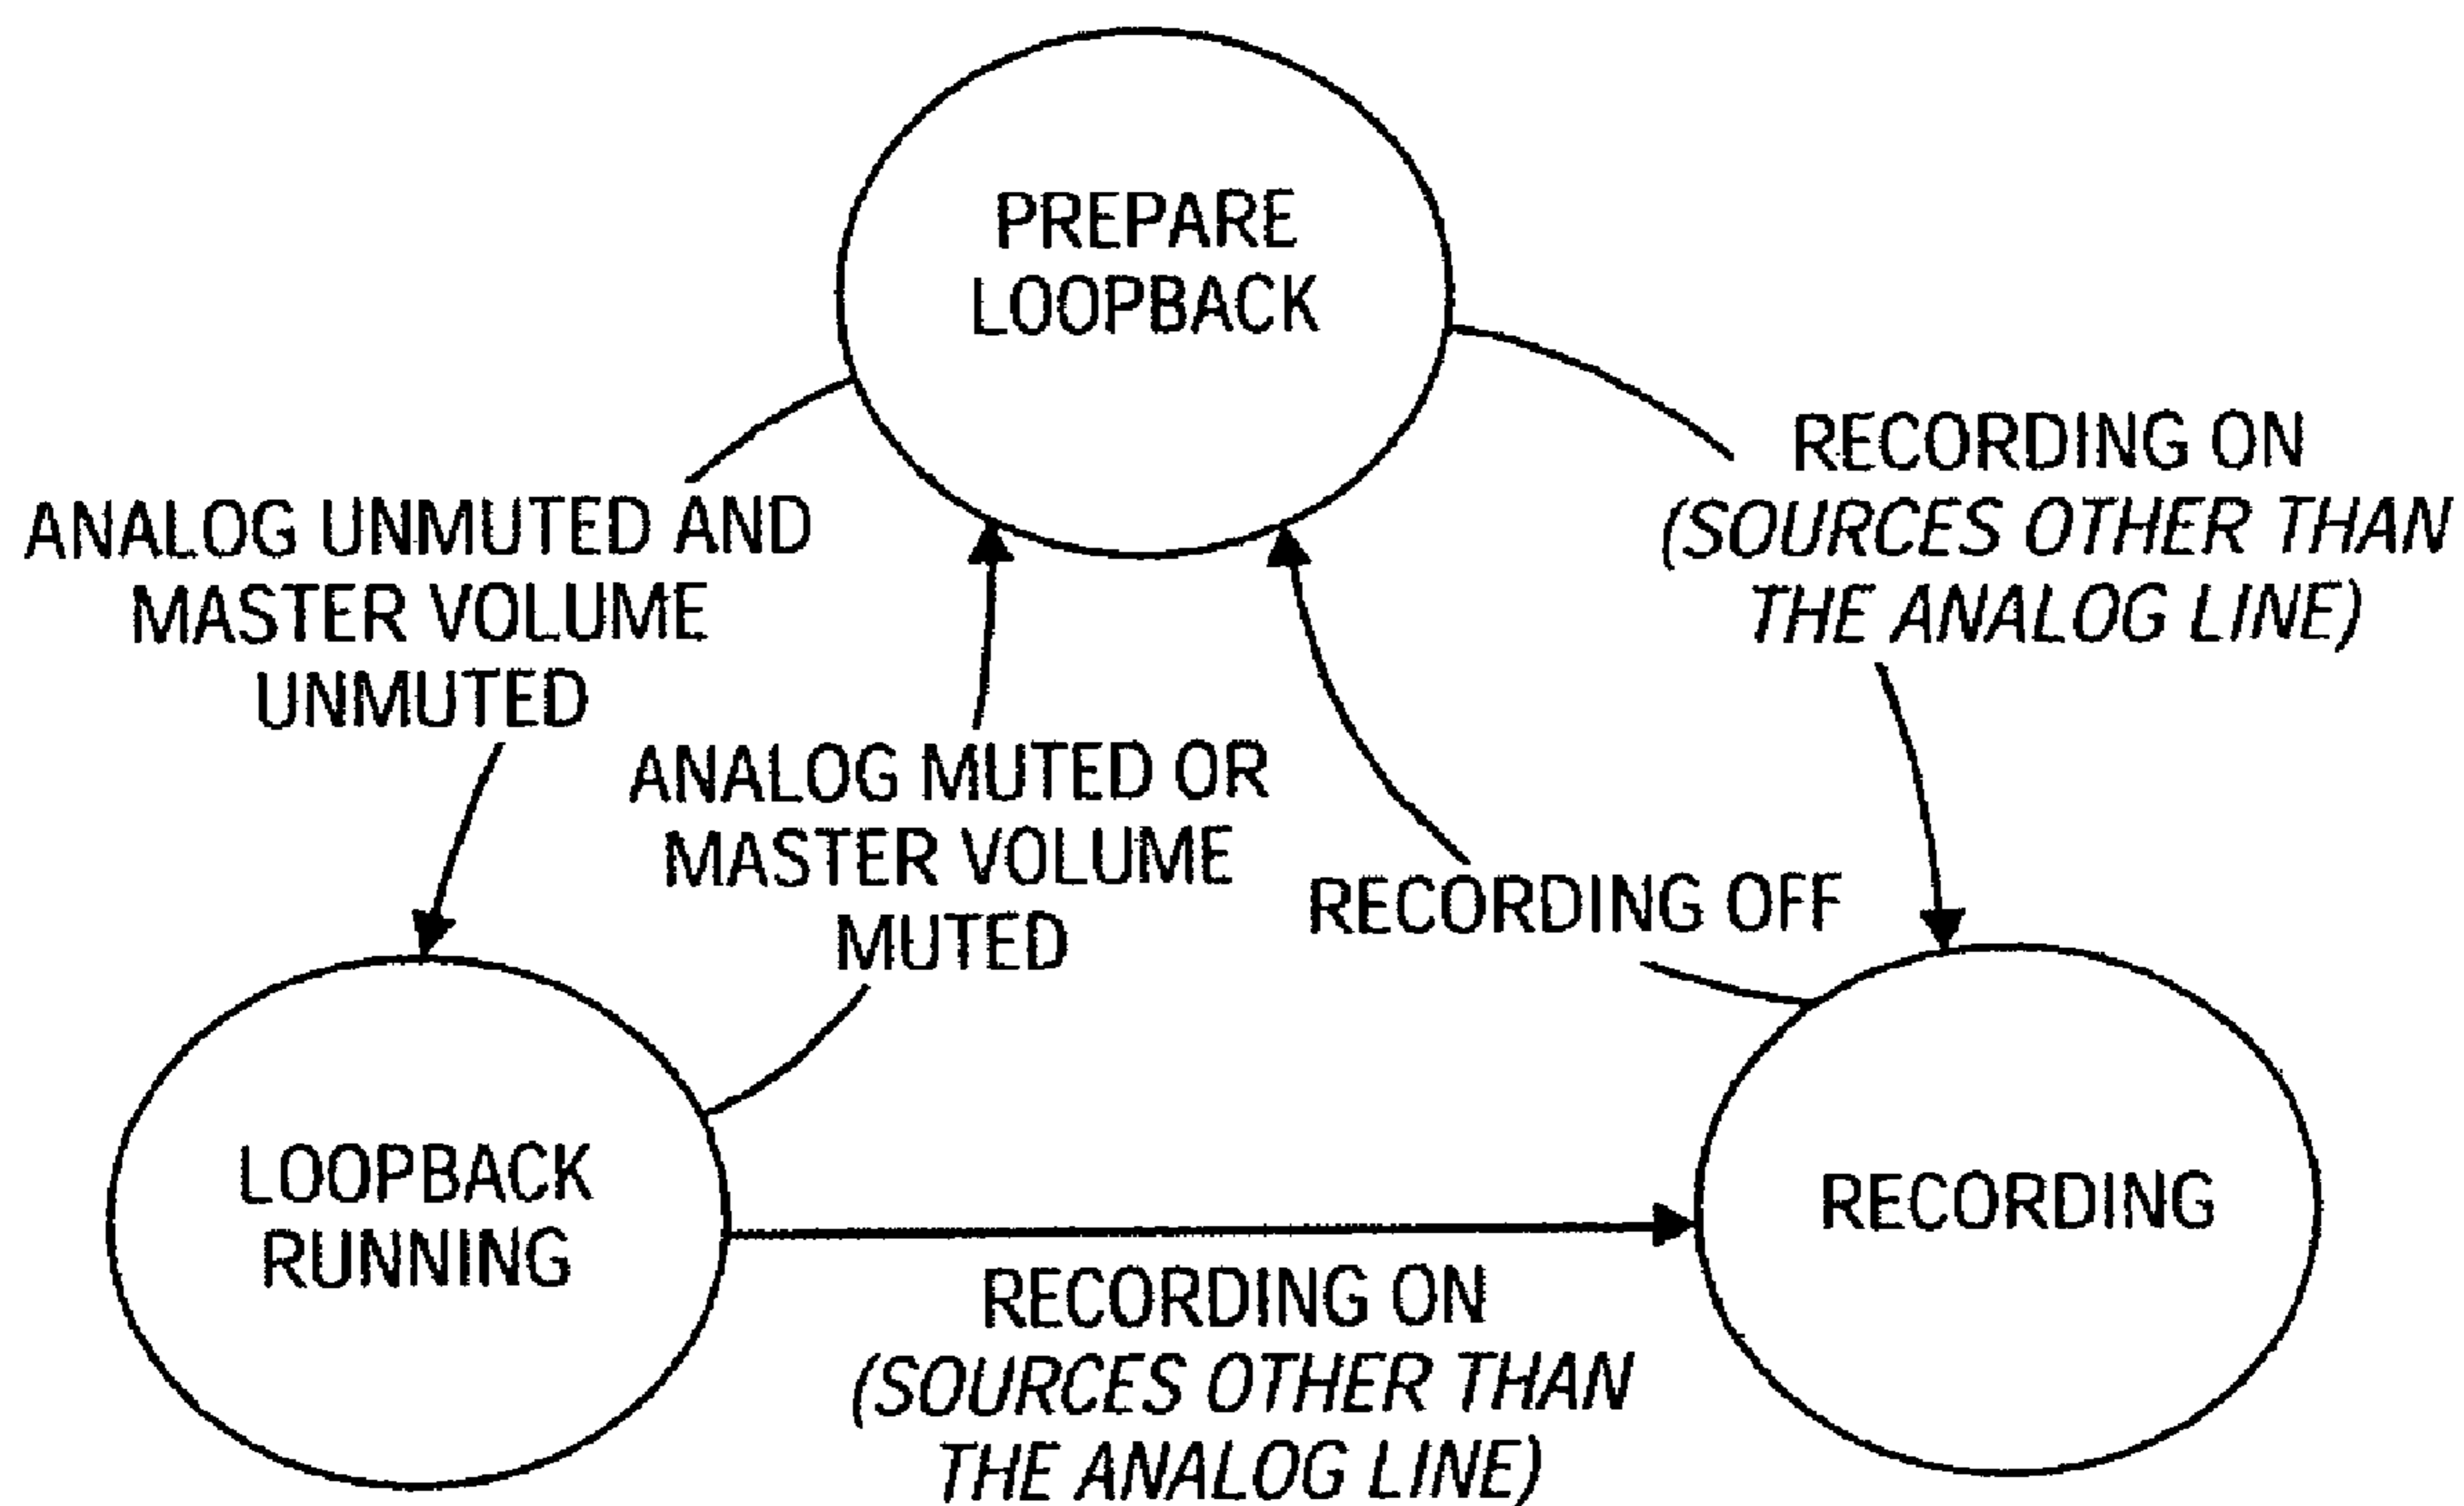 PREPARE
LOOPBACK
ANALOG UNMUTED AND
MASTER VOLUME
UNMUTED
RECORDING ON
(SOURCES OTHER THAN
THE ANALOG LINE)
ANALOG MUTED OR
MASTER VOLUME
MUTED
RECORDING OFF
LOOPBACK
RUNNING
RECORDING
RECORDING ON
(SOURCES OTHER THAN
THE ANALOG LINE)